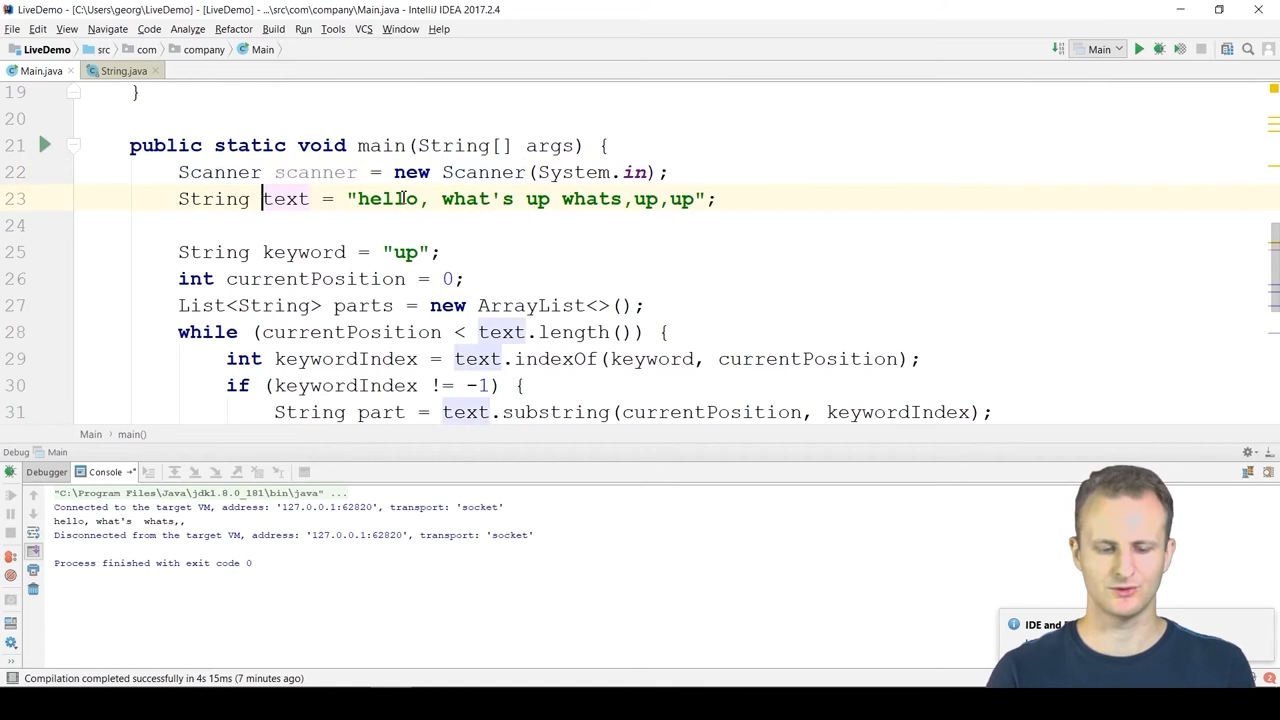 LiveDemo - [C:\Users\georg\LiveDemo] - [LiveDemo] - ...\src\com\company\Main.java - IntelliJ IDEA 2017.2.4
File Edit View Navigate Code Analyze Refactor Build Run Tools VCS Window Help
LiveDemo src com company Main Main
Main.java String.java
19 }
20
21 public static void main(String[] args) {
22 Scanner scanner = new Scanner(System.in);
23 String text = "hello, what's up whats,up,up";
24
25 String keyword = "up";
26 int currentPosition = 0;
27 List<String> parts = new ArrayList<>();
28 while (currentPosition < text.length()) {
29 int keywordIndex = text.indexOf(keyword, currentPosition);
30 if (keywordIndex != -1) {
31 String part = text.substring(currentPosition, keywordIndex);
Main main()
Debug Main
Debugger Console
"C:\Program Files\Java\jdk1.8.0_181\bin\java" ...
Connected to the target VM, address: '127.0.0.1:62820', transport: 'socket'
hello, what's  whats,,
Disconnected from the target VM, address: '127.0.0.1:62820', transport: 'socket'
Process finished with exit code 0
IDE and
Compilation completed successfully in 4s 15ms (7 minutes ago)
2